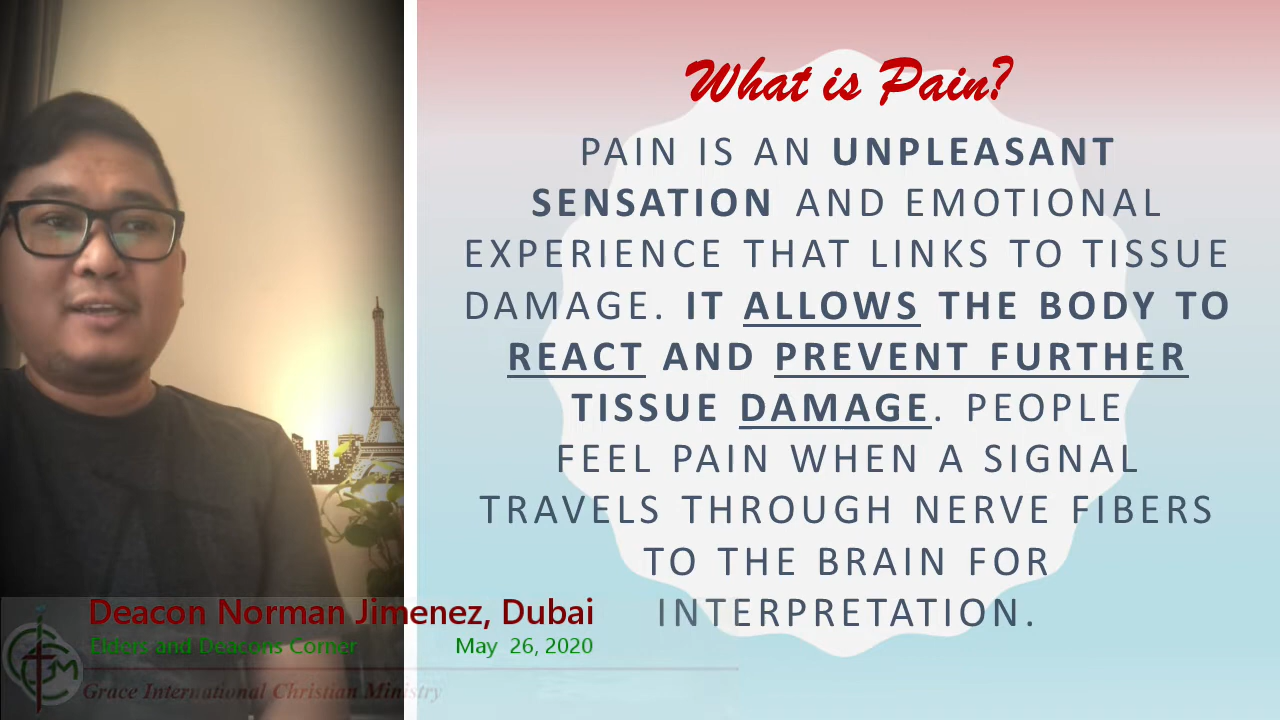 What is Pain?
PAIN IS AN UNPLEASANT
SENSATION AND EMOTIONAL
EXPERIENCE THAT LINKS TO TISSUE
DAMAGE. IT ALLOWS THE BODY TO
REACT AND PREVENT FURTHER
TISSUE DAMAGE. PEOPLE
FEEL PAIN WHEN A SIGNAL
TRAVELS THROUGH NERVE FIBERS
TO THE BRAIN FOR
INTERPRETATION.
Deacon Norman Jimenez, Dubai
Elders and Deacons Corner May 26, 2020
Grace International Christian Ministry